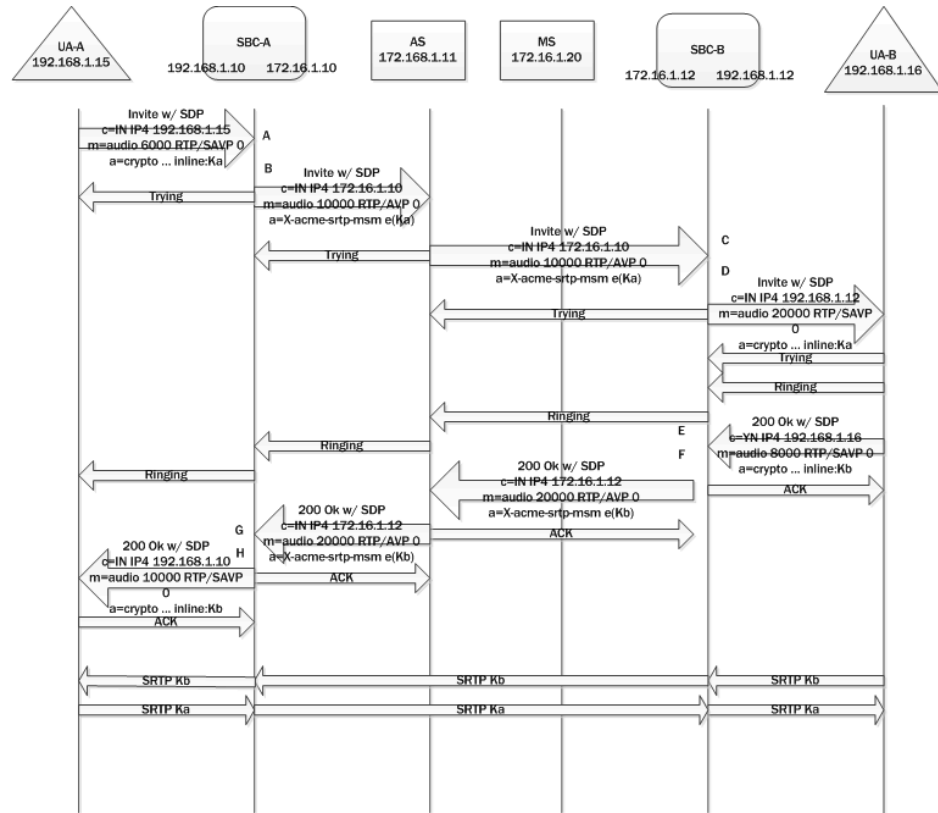 UA-A
192.168.1.15
SBC-A
192.168.1.10 172.16.1.10
AS
172.16.1.11
MS
172.16.1.20
SBC-B
172.16.1.12 192.168.1.12
UA-B
192.168.1.16
Invite w/ SDP
c=IN IP4 192.168.1.15
m=audio 6000 RTP/SAVP 0
a=crypto ... inline:Ka
A
B
Invite w/ SDP
c=IN IP4 172.16.1.10
m=audio 10000 RTP/AVP 0
a=X-acme-srtp-msm e(Ka)
Trying
Invite w/ SDP
c=IN IP4 172.16.1.10
m=audio 10000 RTP/AVP 0
a=X-acme-srtp-msm e(Ka)
Trying
C
D
Invite w/ SDP
c=IN IP4 192.168.1.12
m=audio 20000 RTP/SAVP
0
a=crypto ... inline:Ka
Trying
Trying
Ringing
Ringing
Ringing
Ringing
E
F
200 Ok w/ SDP
c=YN IP4 192.168.1.16
m=audio 8000 RTP/SAVP 0
a=crypto ... inline:Kb
ACK
200 Ok w/ SDP
c=IN IP4 172.16.1.12
m=audio 20000 RTP/AVP 0
a=X-acme-srtp-msm e(Kb)
ACK
G
H
200 Ok w/ SDP
c=IN IP4 172.16.1.12
m=audio 20000 RTP/AVP 0
a=X-acme-srtp-msm e(Kb)
ACK
200 Ok w/ SDP
c=IN IP4 192.168.1.10
m=audio 10000 RTP/SAVP
0
a=crypto ... inline:Kb
ACK
SRTP Kb SRTP Kb SRTP Kb
SRTP Ka SRTP Ka SRTP Ka